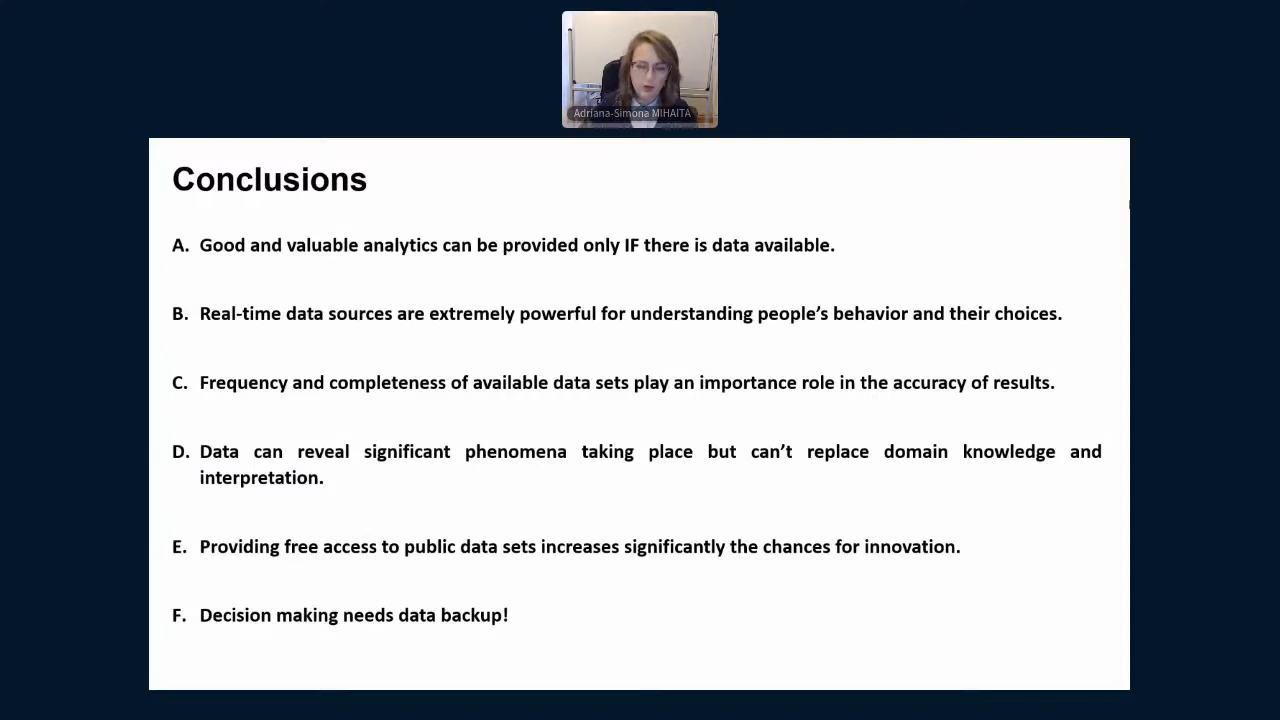 Adriana-Simona MIHAITA
Conclusions
A. Good and valuable analytics can be provided only IF there is data available.
B. Real-time data sources are extremely powerful for understanding people's behavior and their choices.
C. Frequency and completeness of available data sets play an importance role in the accuracy of results.
D. Data can reveal significant phenomena taking place but can't replace domain knowledge and
interpretation.
E. Providing free access to public data sets increases significantly the chances for innovation.
F. Decision making needs data backup!